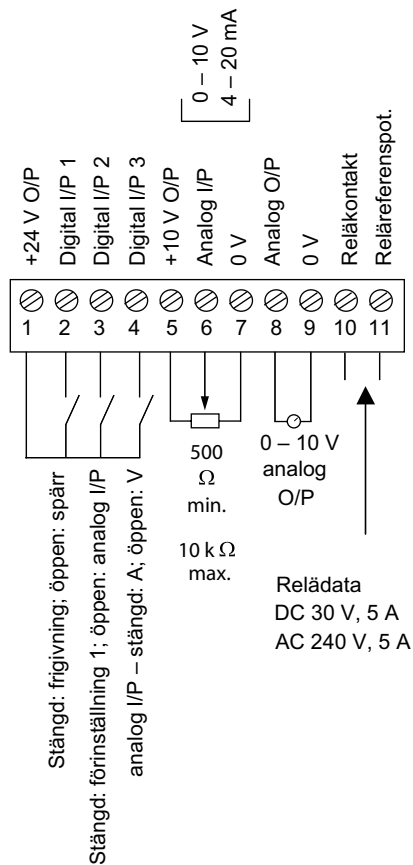 0 – 10 V
4 – 20 mA
+24 V O/P
Digital I/P 1
Digital I/P 2
Digital I/P 3
+10 V O/P
Analog I/P
0 V
Analog O/P
0 V
Reläkontakt
Reläreferenspot.
1 2 3 4 5 6 7 8 9 10 11
Stängd: frigivning; öppen: spärr
Stängd: förinställning 1; öppen: analog I/P
analog I/P – stängd: A; öppen: V
500
Ω
min.
10 k Ω
max.
0 – 10 V
analog
O/P
Relädata
DC 30 V, 5 A
AC 240 V, 5 A